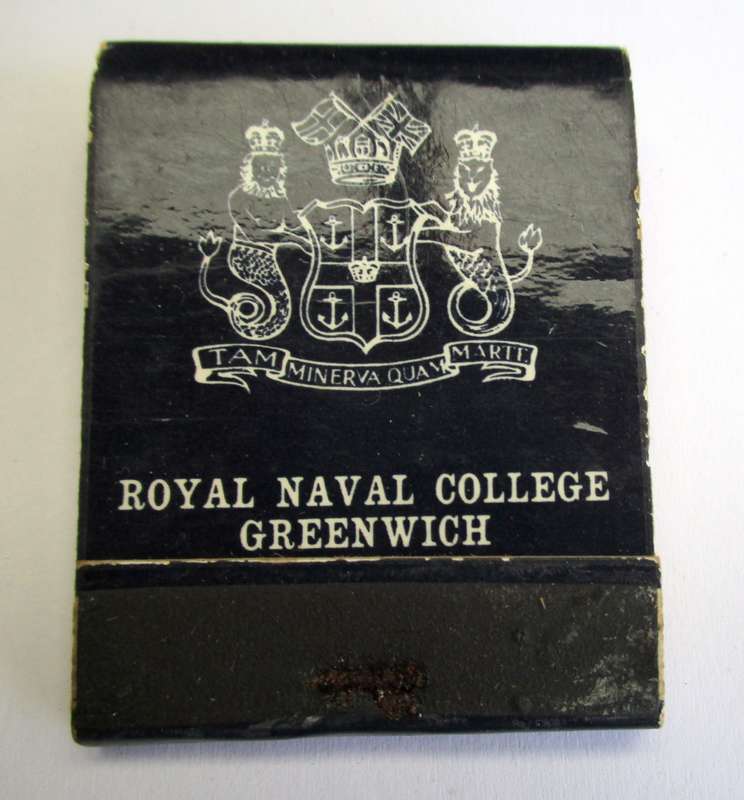 TAM MINERVA QUAM MARTE
ROYAL NAVAL COLLEGE
GREENWICH